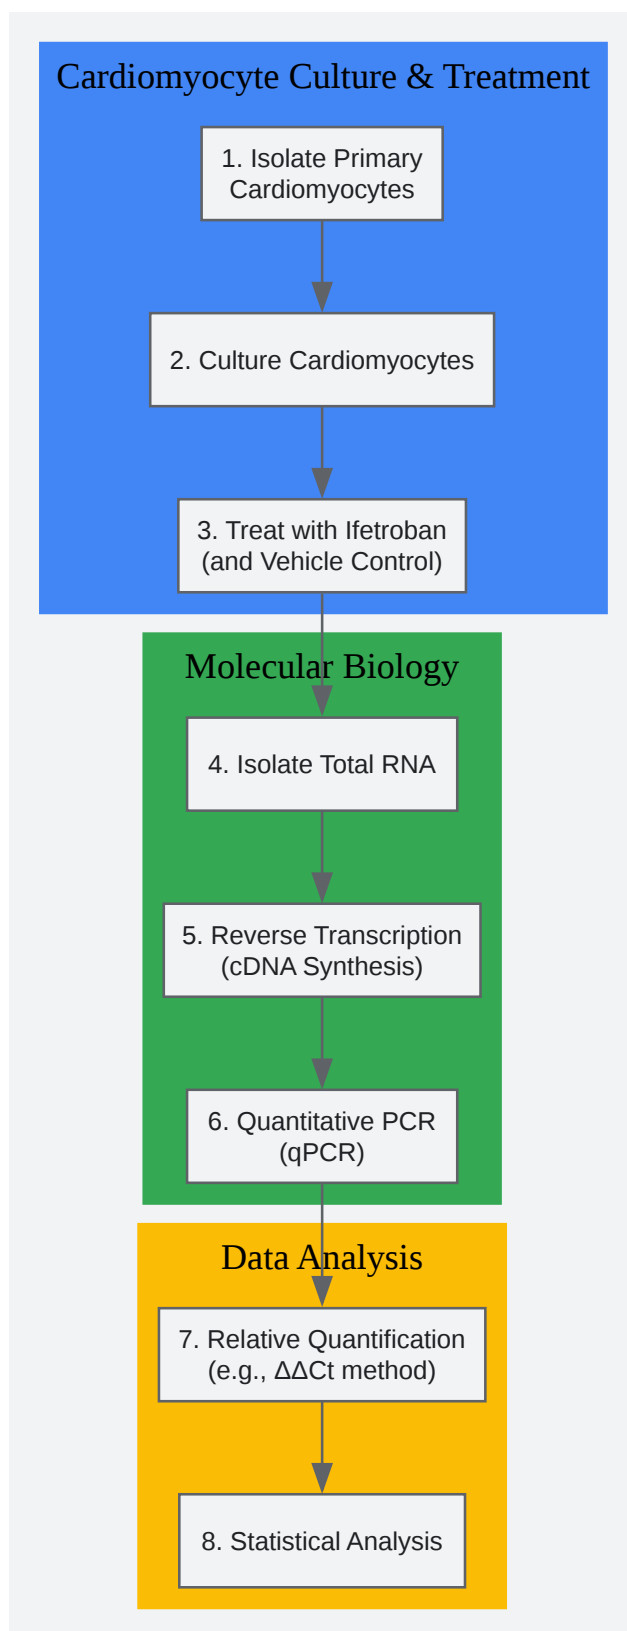 Cardiomyocyte Culture & Treatment
1. Isolate Primary
Cardiomyocytes
2. Culture Cardiomyocytes
3. Treat with Ifetroban
(and Vehicle Control)
Molecular Biology
4. Isolate Total RNA
5. Reverse Transcription
(cDNA Synthesis)
6. Quantitative PCR
(qPCR)
Data Analysis
7. Relative Quantification
(e.g., ΔΔCt method)
8. Statistical Analysis